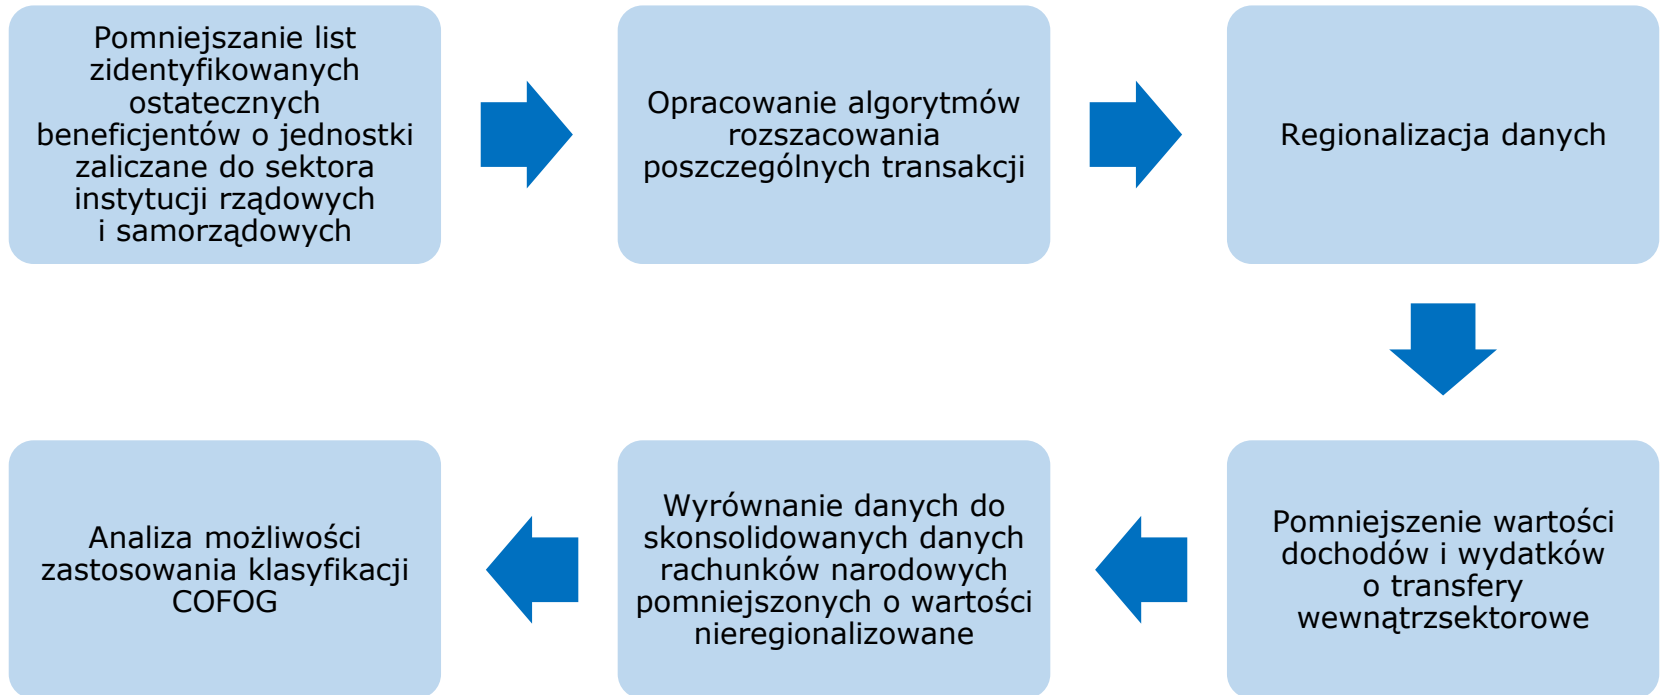 Pomniejszanie list
zidentyfikowanych
ostatecznych
beneficjentów o jednostki
zaliczane do sektora
instytucji rządowych
i samorządowych
Opracowanie algorytmów
rozszacowania
poszczególnych transakcji
Regionalizacja danych
Pomniejszenie wartości
dochodów i wydatków
o transfery
wewnątrzsektorowe
Wyrównanie danych do
skonsolidowanych danych
rachunków narodowych
pomniejszonych o wartości
nieregionalizowane
Analiza możliwości
zastosowania klasyfikacji
COFOG